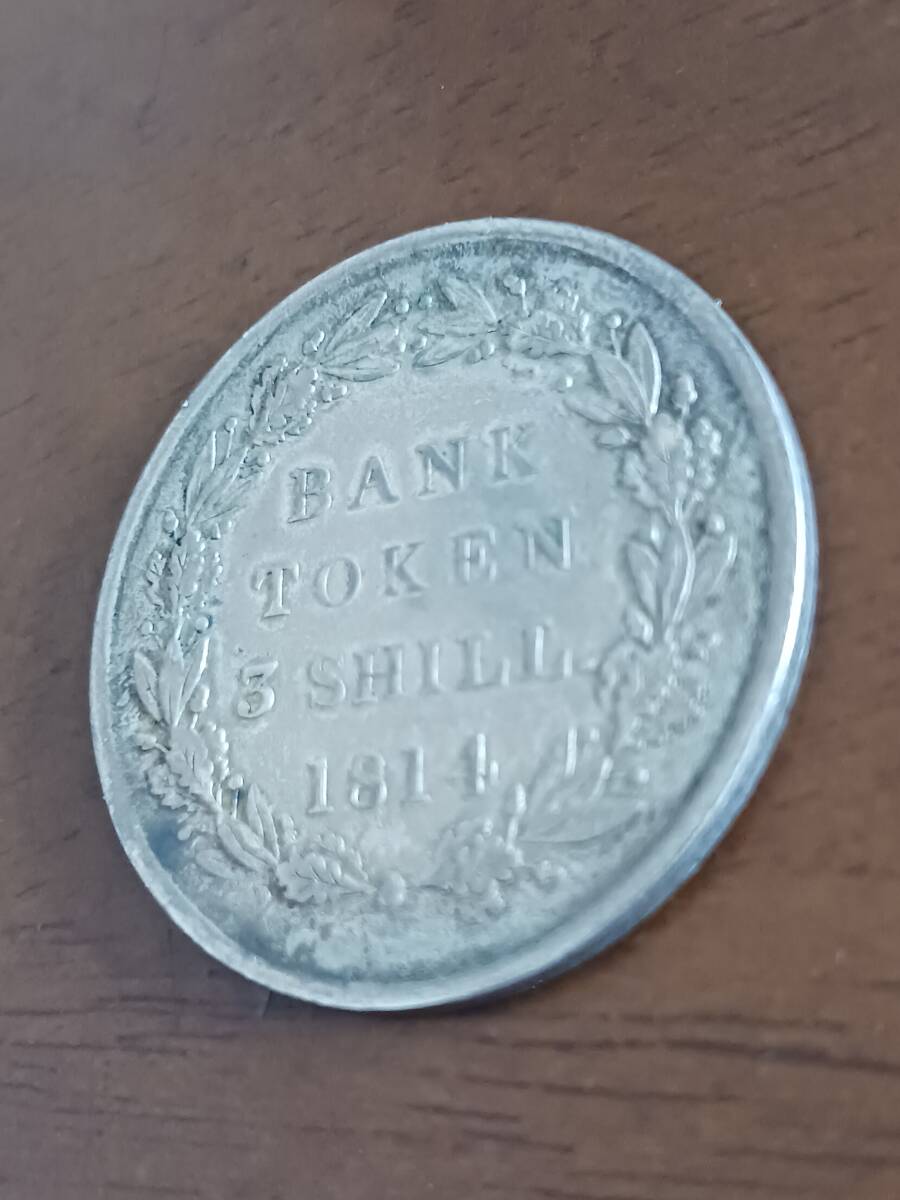 BANK
TOKEN
3 SHILL.
1814